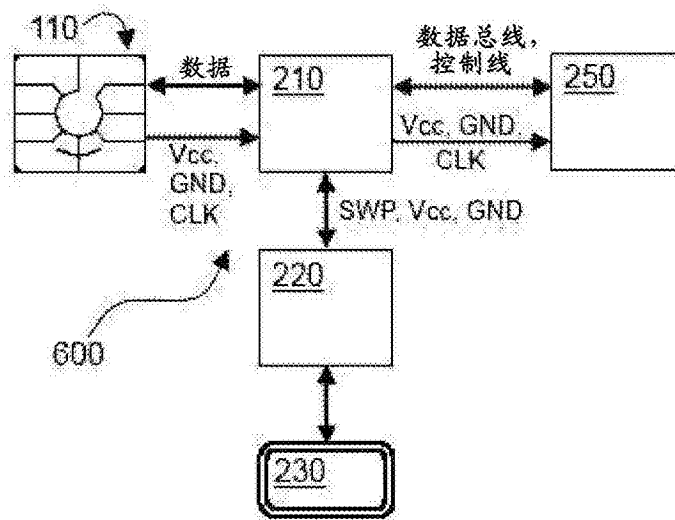 110
数据
210
数据总线，
控制线
250
Vcc,
GND,
CLK
Vcc, GND,
CLK
SWP, Vcc, GND
220
600
230